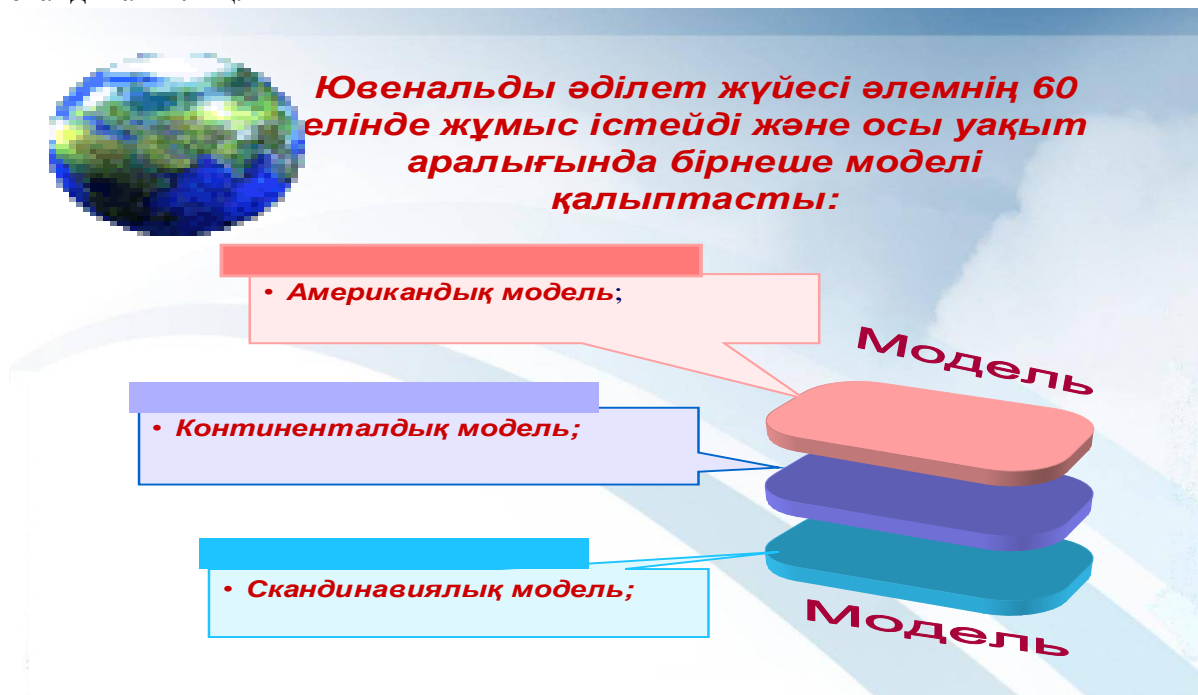 Ювенальды әділет жүйесі әлемнің 60
елінде жұмыс істейді және осы уақыт
аралығында бірнеше моделі
қалыптасты:
• Американдық модель;
Модель
• Континенталдық модель;
• Скандинавиялық модель;
Модель